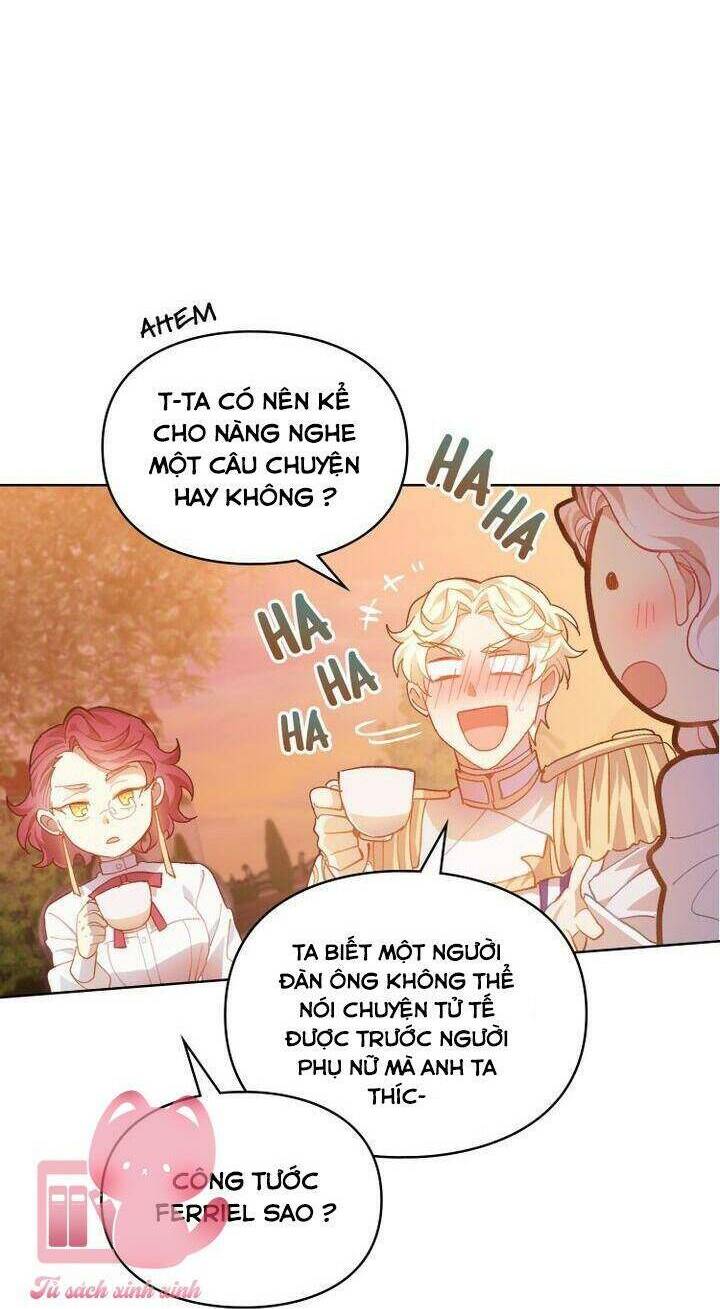 AHEM
T-TA CÓ NÊN KỂ
CHO NÀNG NGHE
MỘT CÂU CHUYỆN
HAY KHÔNG ?
HA
HA
HA
HA
HA
HA
TA BIẾT MỘT NGƯỜI
ĐÀN ÔNG KHÔNG THỂ
NÓI CHUYỆN TỬ TẾ
ĐƯỢC TRƯỚC NGƯỜI
PHỤ NỮ MÀ ANH TA
THÍC-
CÔNG TƯỚC
FERRIEL SAO ?
Tủ sách xinh xinh